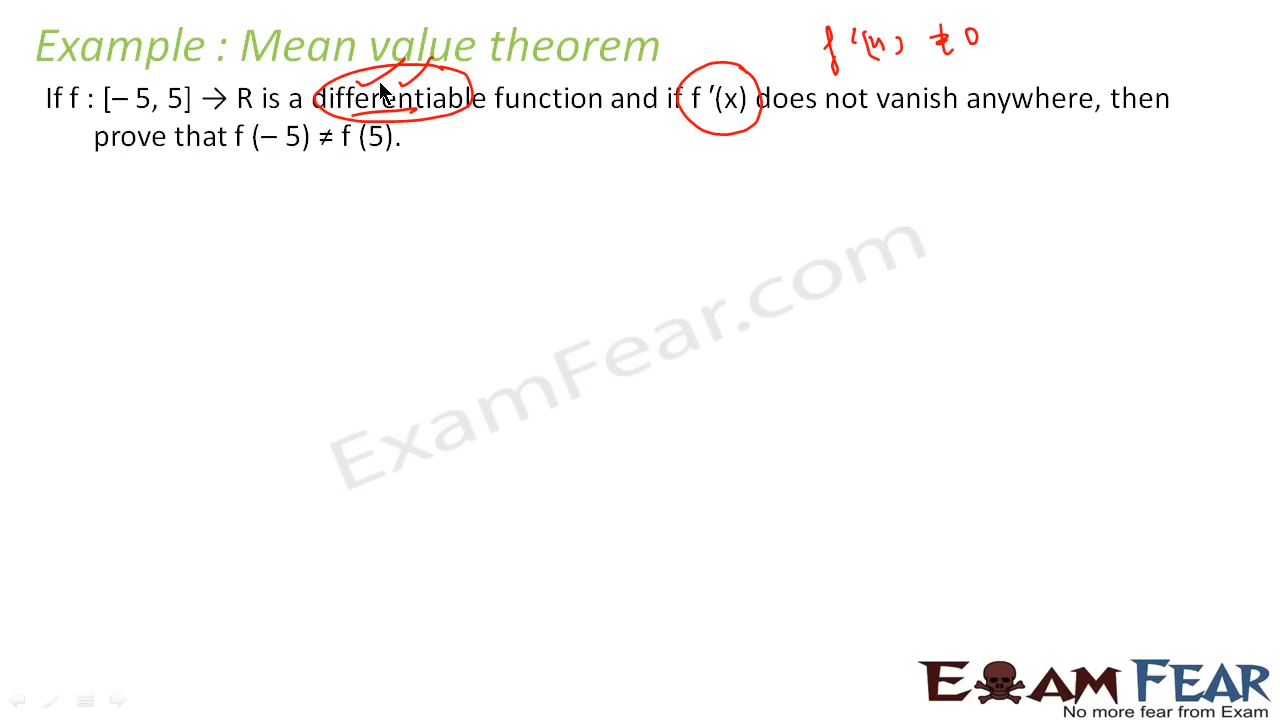 Example : Mean value theorem
f '(x) ≠ 0
If f : [– 5, 5] → R is a differentiable function and if f ′(x) does not vanish anywhere, then
prove that f (– 5) ≠ f (5).
ExamFear.com
EXAM FEAR
No more fear from Exam